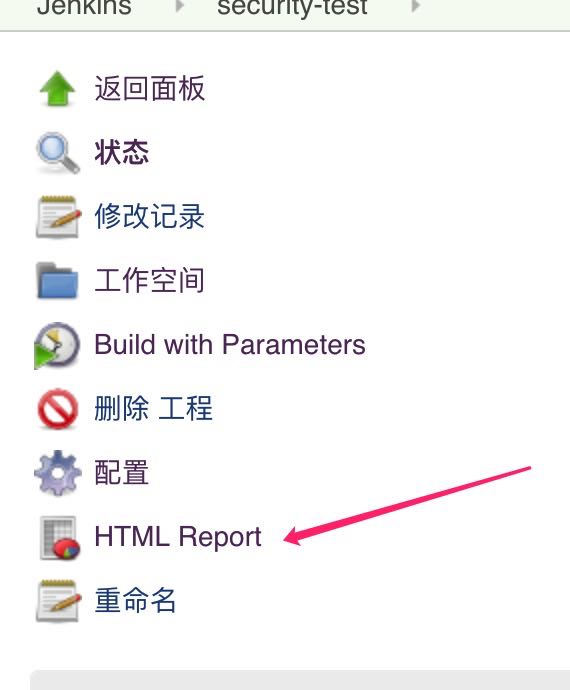 Jenkins security-test
返回面板
状态
修改记录
工作空间
Build with Parameters
删除 工程
配置
HTML Report
重命名